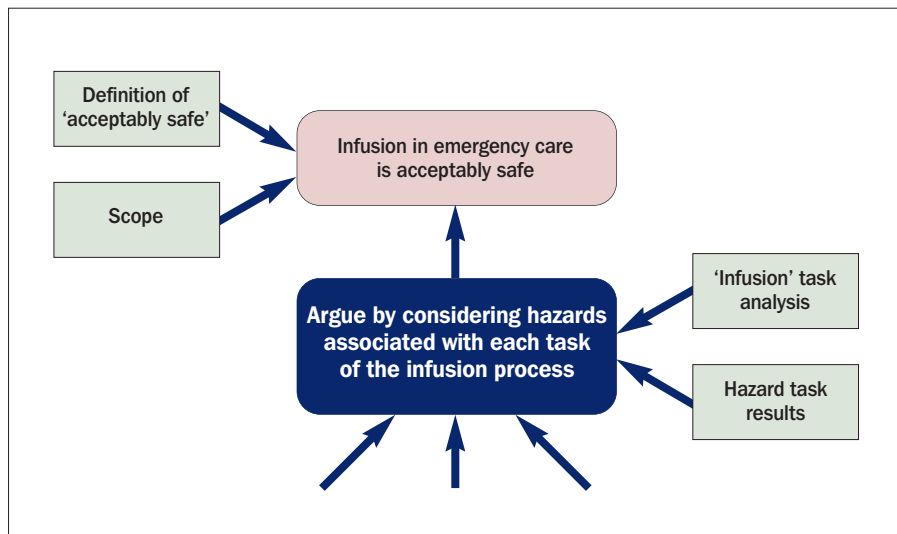 Definition of
‘acceptably safe’
Scope
Infusion in emergency care
is acceptably safe
Argue by considering hazards
associated with each task
of the infusion process
‘Infusion’ task
analysis
Hazard task
results